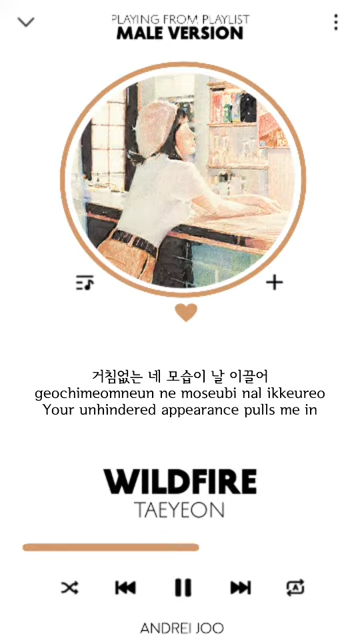 PLAYING FROM PLAYLIST
MALE VERSION
거침없는 네 모습이 날 이끌어
geochimeomneun ne moseubi nal ikkeureo
Your unhindered appearance pulls me in
WILDFIRE
TAEYEON
A
ANDREI JOO